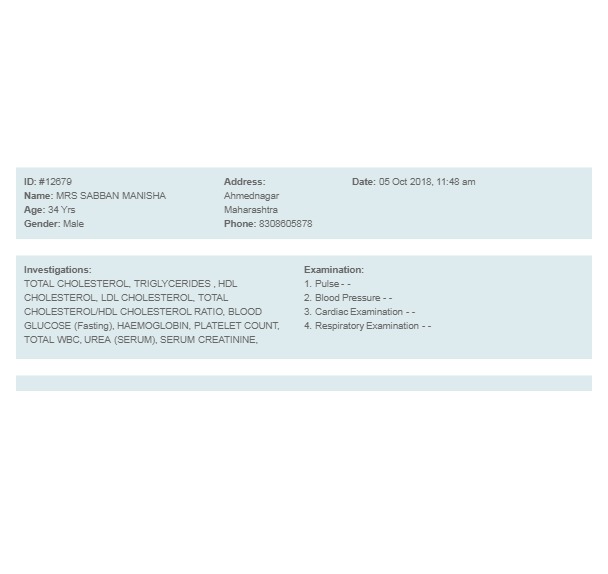 ID: #12679
Name: MRS SABBAN MANISHA
Age: 34 Yrs
Gender: Male
Address:
Ahmednagar
Maharashtra
Phone: 8308605878
Date: 05 Oct 2018, 11:48 am
Investigations:
TOTAL CHOLESTEROL, TRIGLYCERIDES , HDL
CHOLESTEROL, LDL CHOLESTEROL, TOTAL
CHOLESTEROL/HDL CHOLESTEROL RATIO, BLOOD
GLUCOSE (Fasting), HAEMOGLOBIN, PLATELET COUNT,
TOTAL WBC, UREA (SERUM), SERUM CREATININE,
Examination:
1. Pulse - -
2. Blood Pressure - -
3. Cardiac Examination - -
4. Respiratory Examination - -